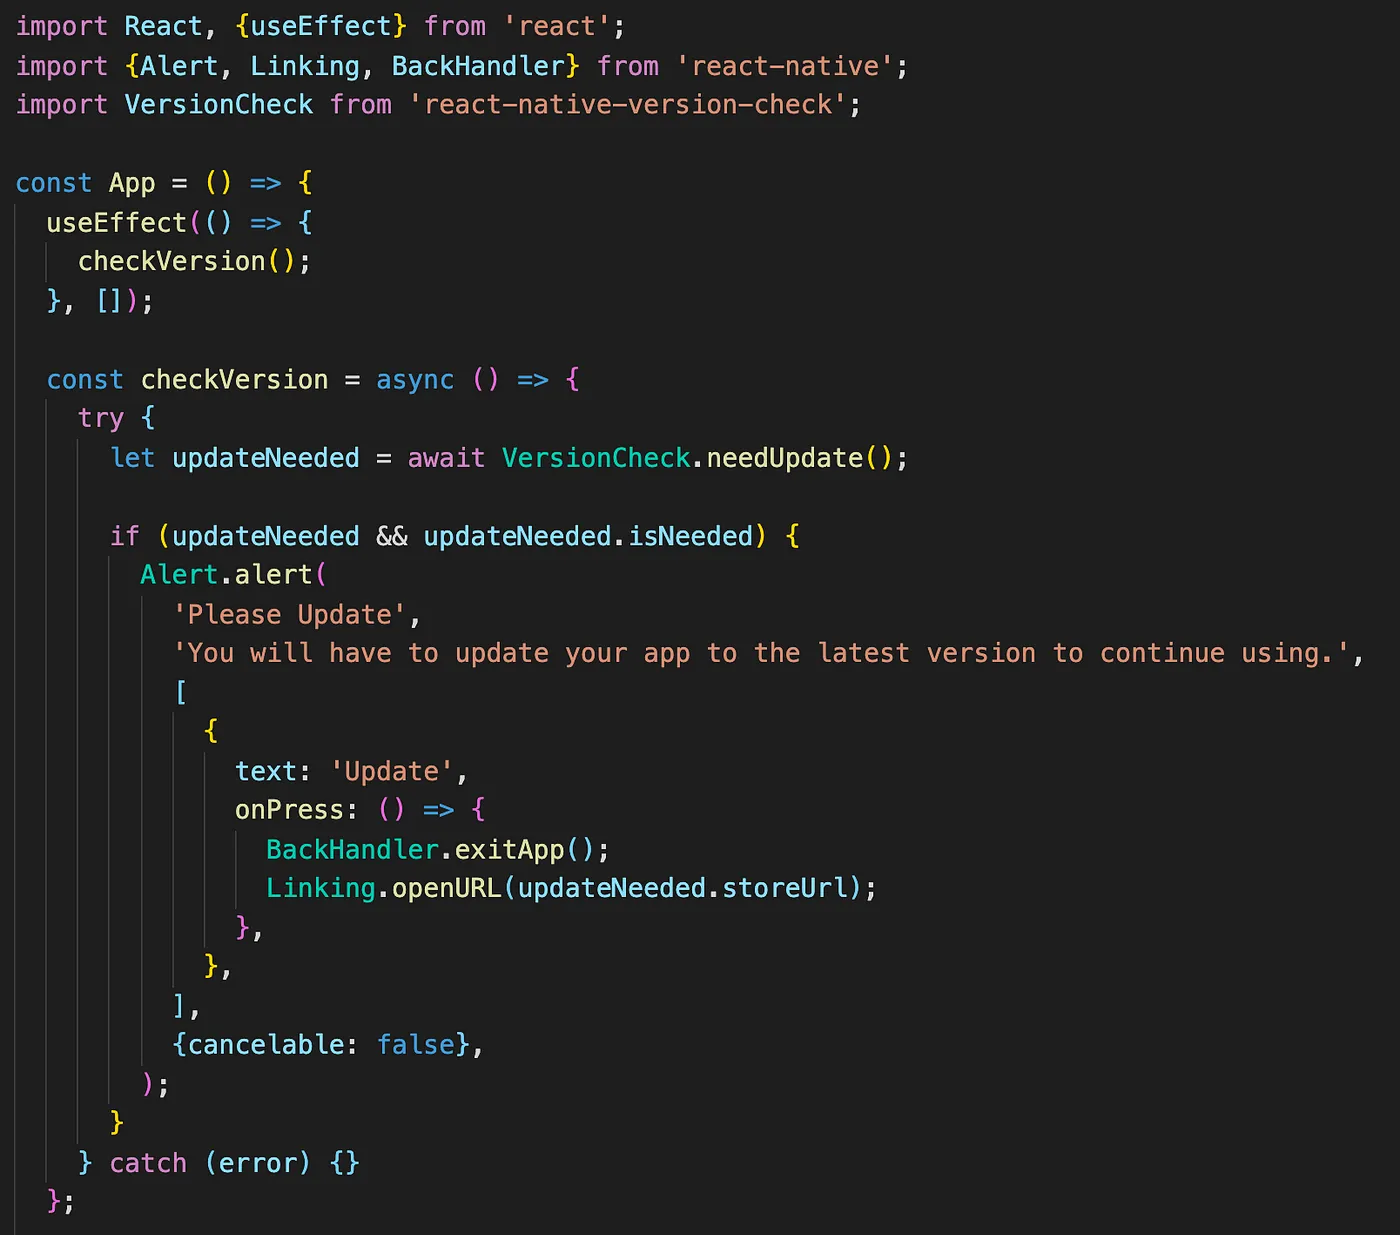 import React, {useEffect} from 'react';
import {Alert, Linking, BackHandler} from 'react-native';
import VersionCheck from 'react-native-version-check';

const App = () => {
  useEffect(() => {
    checkVersion();
  }, []);

  const checkVersion = async () => {
    try {
      let updateNeeded = await VersionCheck.needUpdate();

      if (updateNeeded && updateNeeded.isNeeded) {
        Alert.alert(
          'Please Update',
          'You will have to update your app to the latest version to continue using.',
          [
            {
              text: 'Update',
              onPress: () => {
                BackHandler.exitApp();
                Linking.openURL(updateNeeded.storeUrl);
              },
            },
          ],
          {cancelable: false},
        );
      }
    } catch (error) {}
  };